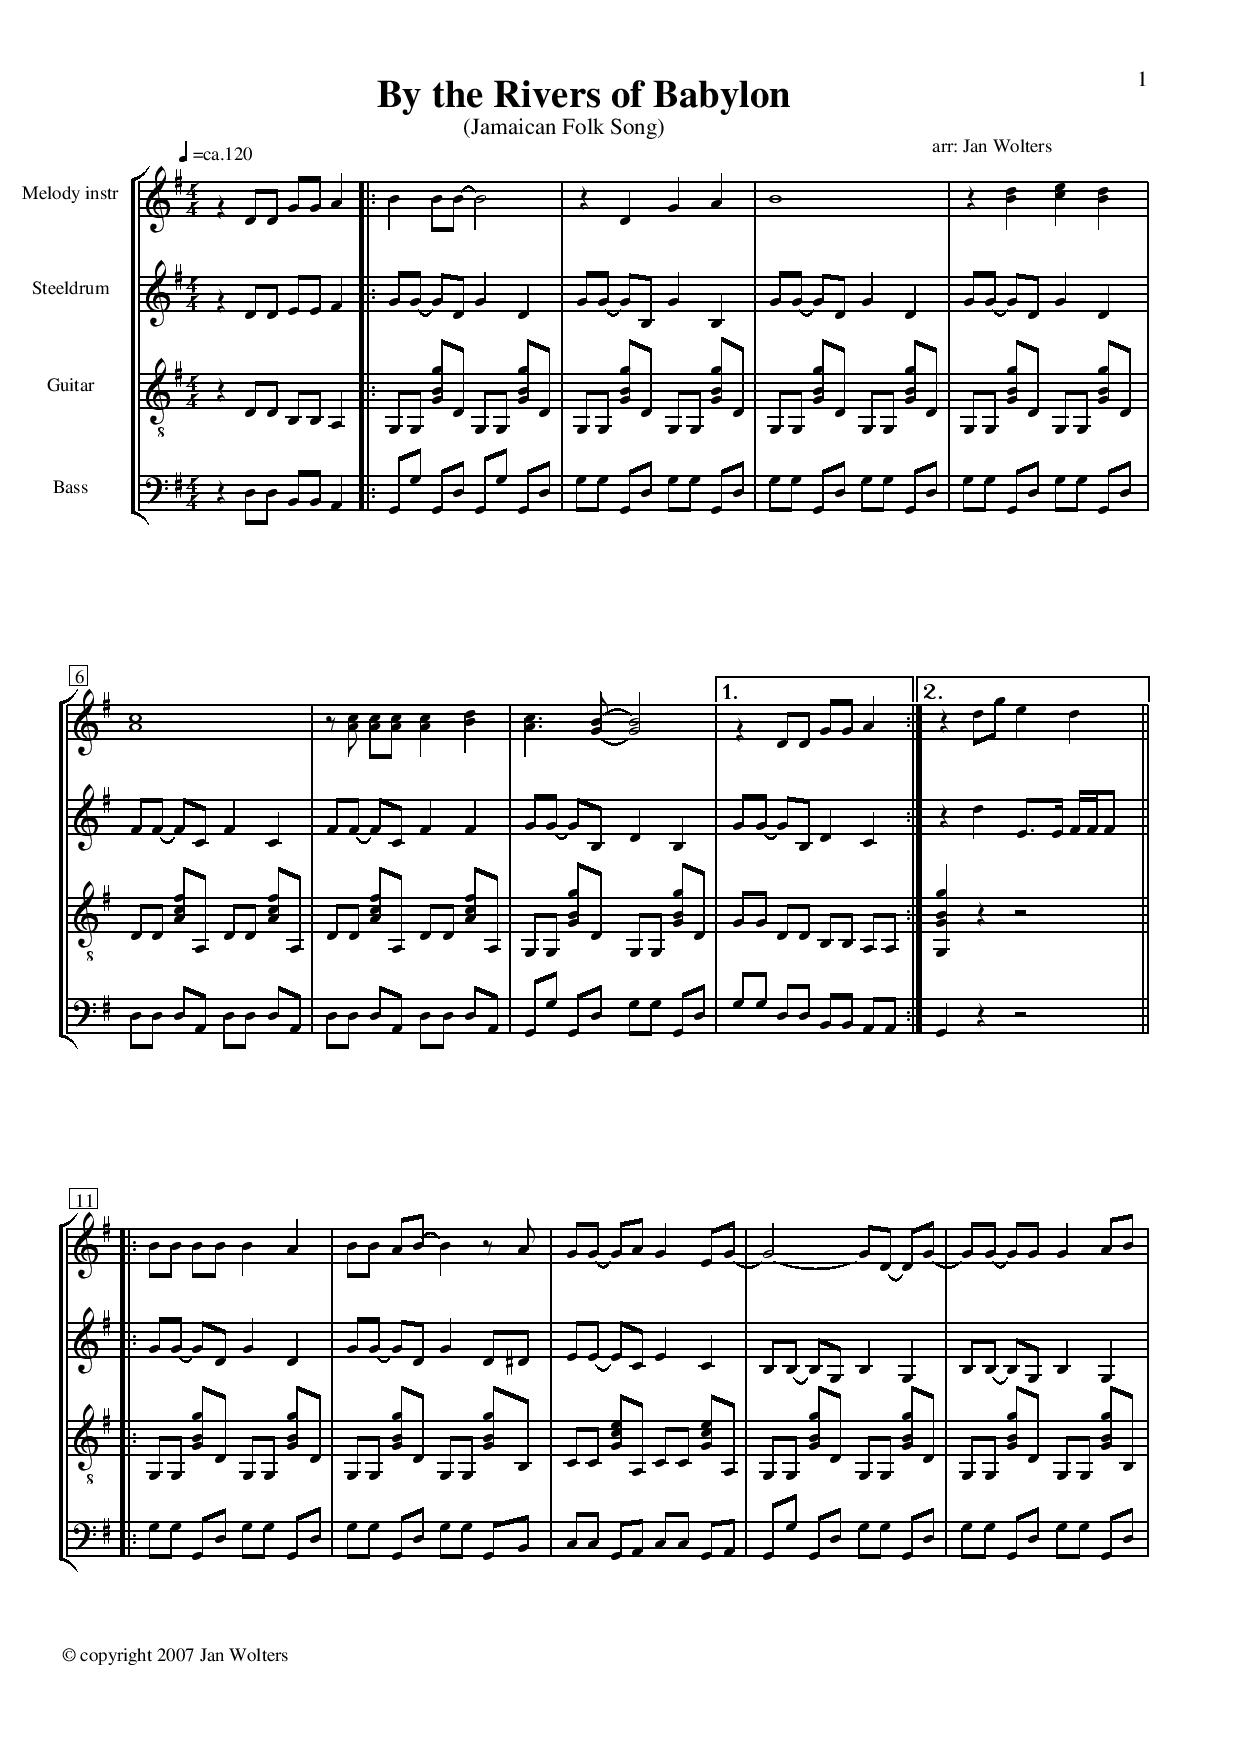 1
By the Rivers of Babylon
(Jamaican Folk Song)
arr: Jan Wolters
=ca.120
Melody instr
Steeldrum
Guitar
Bass
6
1.
2.
11
© copyright 2007 Jan Wolters